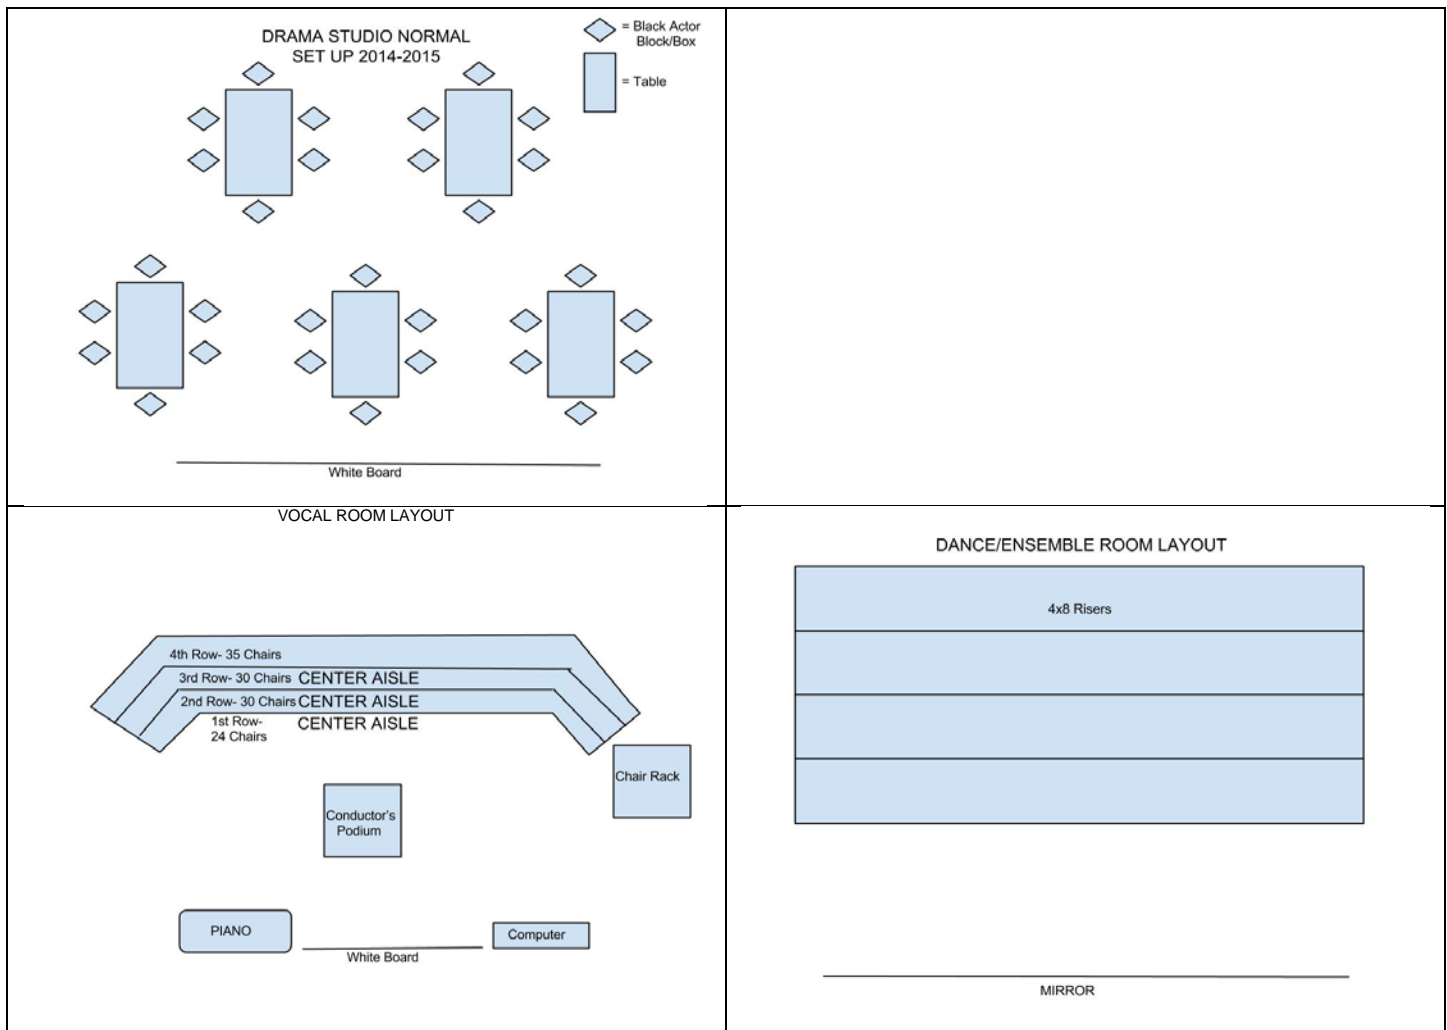 DRAMA STUDIO NORMAL
SET UP 2014-2015
= Black Actor
Block/Box
= Table
White Board
VOCAL ROOM LAYOUT
4th Row- 35 Chairs
3rd Row- 30 Chairs CENTER AISLE
2nd Row- 30 Chairs CENTER AISLE
1st Row- CENTER AISLE
24 Chairs
Chair Rack
Conductor's
Podium
PIANO
Computer
White Board
DANCE/ENSEMBLE ROOM LAYOUT
4x8 Risers
MIRROR